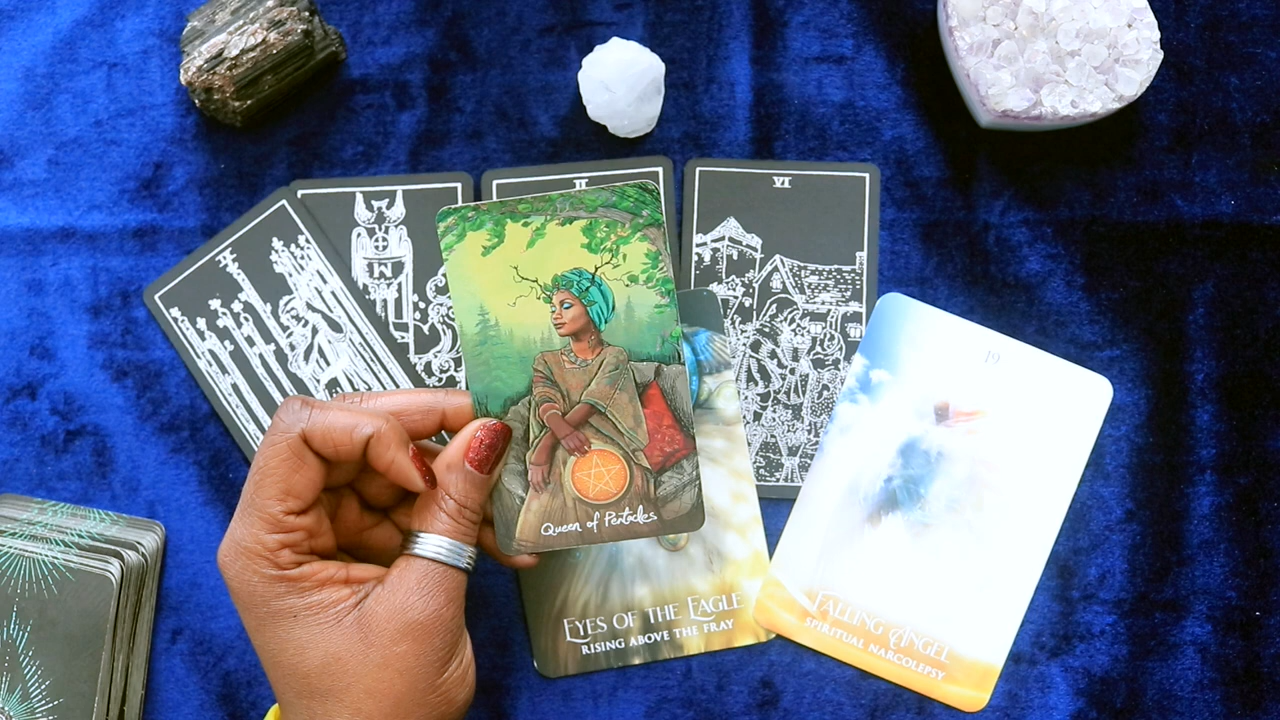 II
VI
Queen of Pentacles
19
EYES OF THE EAGLE
RISING ABOVE THE FRAY
FALLING ANGEL
SPIRITUAL NARCOLEPSY